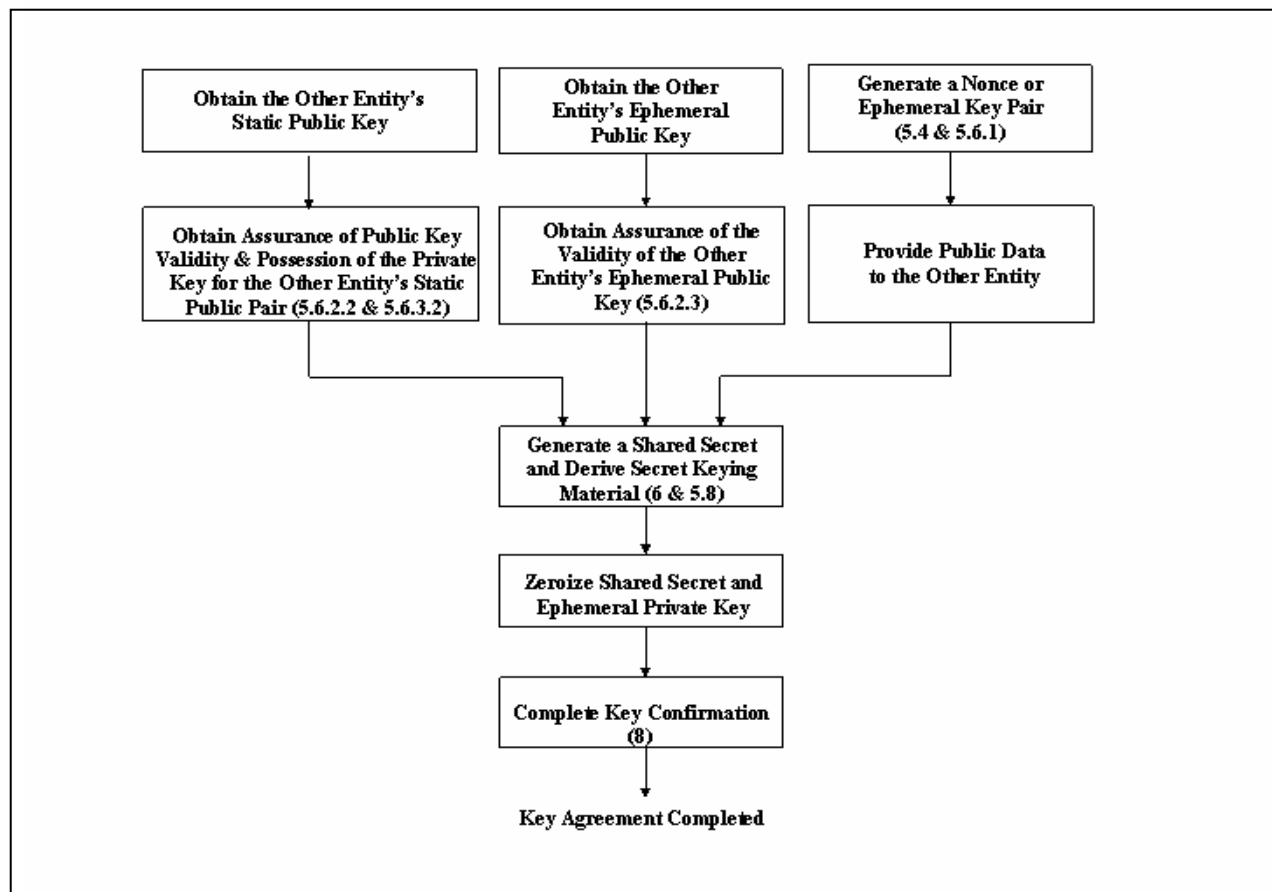 Obtain the Other Entity's
Static Public Key
Obtain the Other
Entity's Ephemeral
Public Key
Generate a Nonce or
Ephemeral Key Pair
(5.4 & 5.6.1)
Obtain Assurance of Public Key
Validity & Possession of the Private
Key for the Other Entity's Static
Public Pair (5.6.2.2 & 5.6.3.2)
Obtain Assurance of the
Validity of the Other
Entity's Ephemeral Public
Key (5.6.2.3)
Provide Public Data
to the Other Entity
Generate a Shared Secret
and Derive Secret Keying
Material (6 & 5.8)
Zeroize Shared Secret and
Ephemeral Private Key
Complete Key Confirmation
(8)
Key Agreement Completed